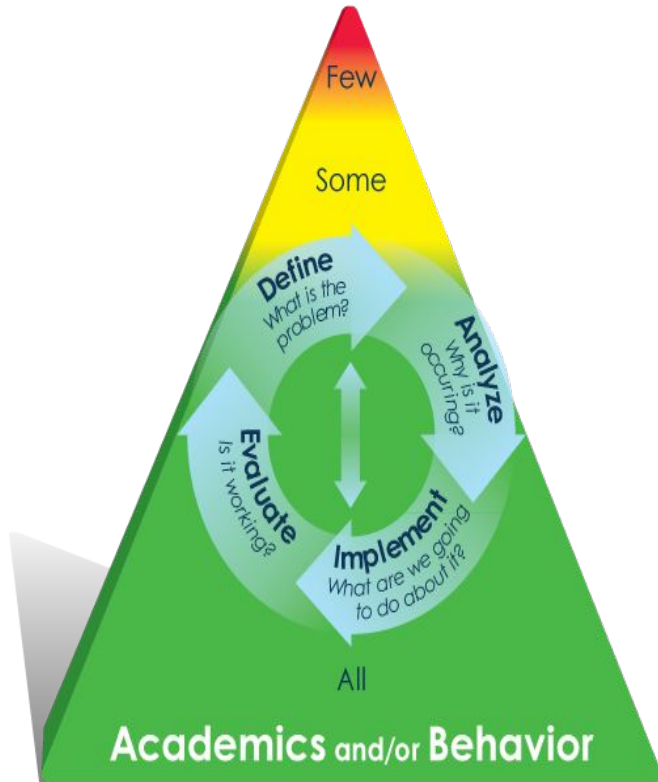 Few
Some
Define
What is the
problem?
Analyze
Why is it
occuring?
Implement
What are we going
to do about it?
Evaluate
Is it working?
All
Academics and/or Behavior